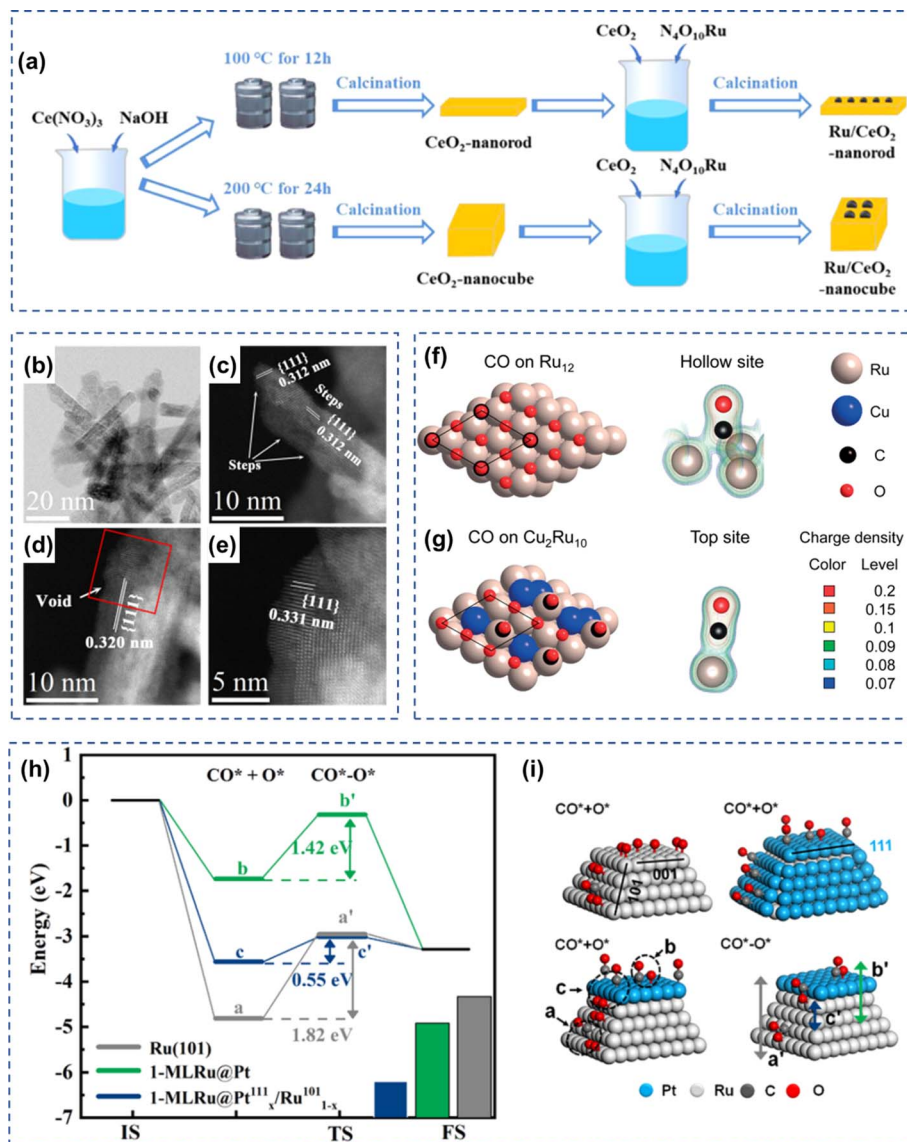 (a)
Ce(NO₃)₃ NaOH
100 °C for 12h
Calcination
CeO₂-nanorod
CeO₂ N₄O₁₀Ru
Calcination
Ru/CeO₂
-nanorod
200 °C for 24h
Calcination
CeO₂-nanocube
CeO₂ N₄O₁₀Ru
Calcination
Ru/CeO₂
-nanocube
(b)
20 nm
(c)
{111}
0.312 nm
Steps
{111}
0.312 nm
Steps
10 nm
(d)
Void
{111}
0.320 nm
10 nm
(e)
{111}
0.331 nm
5 nm
(f)
CO on Ru₁₂
Hollow site
Ru
Cu
C
O
(g)
CO on Cu₂Ru₁₀
Top site
Charge density
Color Level
0.2
0.15
0.1
0.09
0.08
0.07
(h)
CO* + O* CO*-O*
Energy (eV)
1
0
-1
-2
-3
-4
-5
-6
-7
b
b'
1.42 eV
a'
c
c'
0.55 eV
a
1.82 eV
Ru(101)
1-MLRu@Pt
1-MLRu@Pt¹¹¹ₓ/Ru¹⁰¹₁₋ₓ
IS TS FS
(i)
CO*+O*
101
001
CO*+O*
111
CO*+O*
b
c
a
CO*-O*
b'
c'
a'
Pt Ru C O